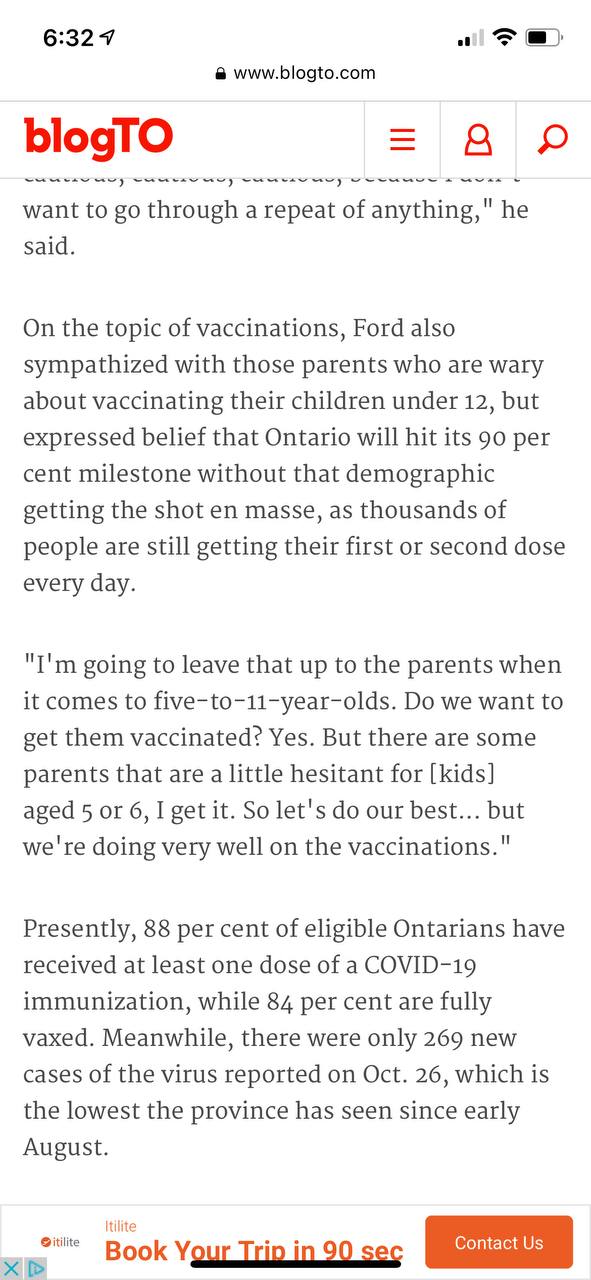 6:32
www.blogto.com
blogTO
cautious, cautious, cautious, because I don't
want to go through a repeat of anything," he
said.
On the topic of vaccinations, Ford also
sympathized with those parents who are wary
about vaccinating their children under 12, but
expressed belief that Ontario will hit its 90 per
cent milestone without that demographic
getting the shot en masse, as thousands of
people are still getting their first or second dose
every day.
"I'm going to leave that up to the parents when
it comes to five-to-11-year-olds. Do we want to
get them vaccinated? Yes. But there are some
parents that are a little hesitant for [kids]
aged 5 or 6, I get it. So let's do our best... but
we're doing very well on the vaccinations."
Presently, 88 per cent of eligible Ontarians have
received at least one dose of a COVID-19
immunization, while 84 per cent are fully
vaxed. Meanwhile, there were only 269 new
cases of the virus reported on Oct. 26, which is
the lowest the province has seen since early
August.
itilite
Itilite
Book Your Trip in 90 sec
Contact Us